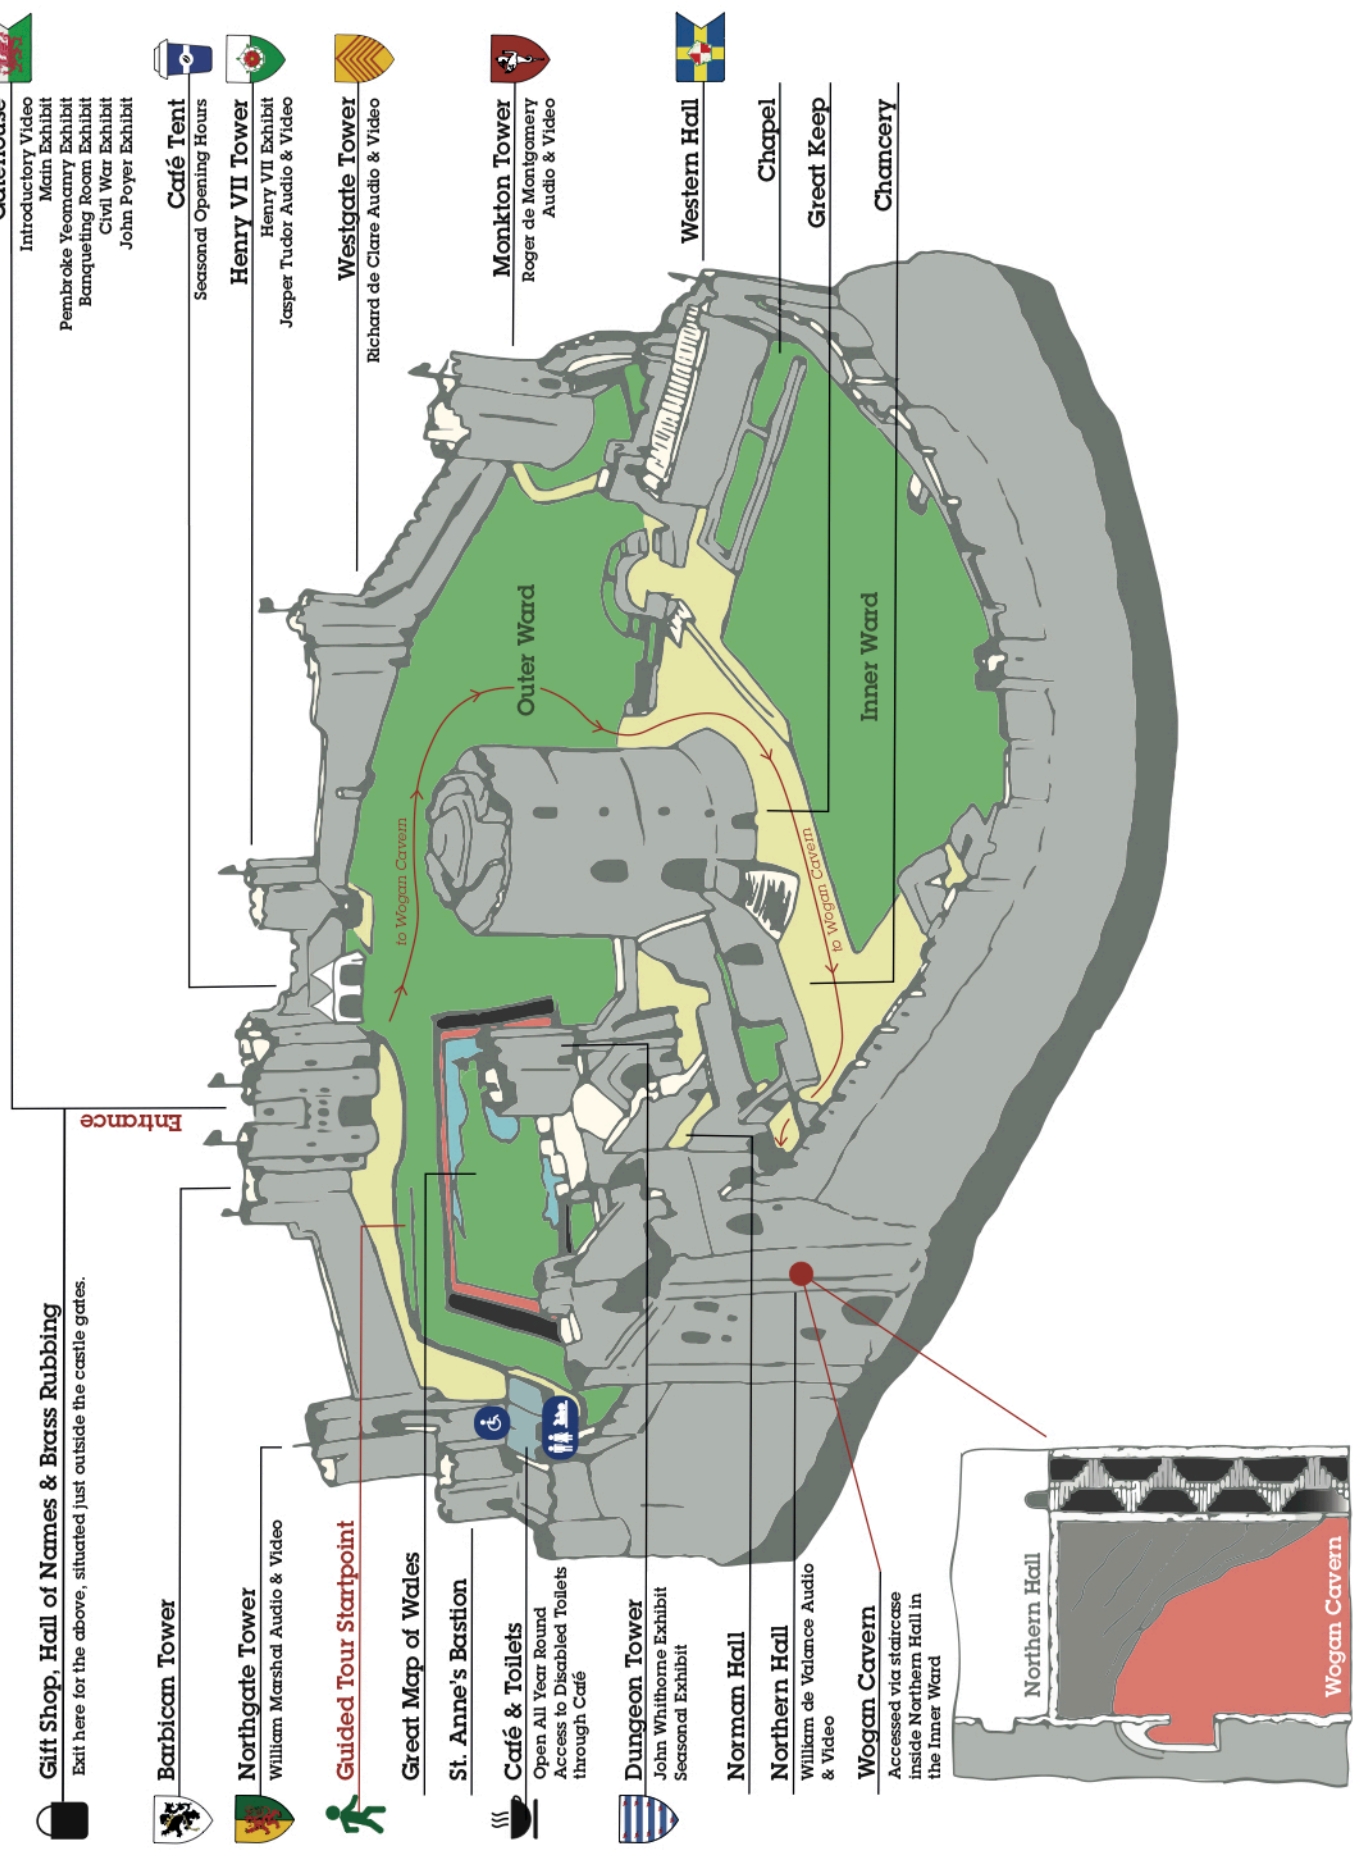 Gift Shop, Hall of Names & Brass Rubbing
Exit here for the above, situated just outside the castle gates.
Barbican Tower
Northgate Tower
William Marshal Audio & Video
Guided Tour Startpoint
Great Map of Wales
St. Anne's Bastion
Café & Toilets
Open All Year Round
Access to Disabled Toilets
through Café
Dungeon Tower
John Whithorne Exhibit
Seasonal Exhibit
Norman Hall
Northern Hall
William de Valance Audio
& Video
Wogan Cavern
Accessed via staircase
inside Northern Hall in
the Inner Ward
Northern Hall
Wogan Cavern
Entrance
to Wogan Cavern
Outer Ward
to Wogan Cavern
Inner Ward
Gatehouse
Introductory Video
Main Exhibit
Pembroke Yeomanry Exhibit
Banqueting Room Exhibit
Civil War Exhibit
John Poyer Exhibit
Café Tent
Seasonal Opening Hours
Henry VII Tower
Henry VII Exhibit
Jasper Tudor Audio & Video
Westgate Tower
Richard de Clare Audio & Video
Monkton Tower
Roger de Montgomery
Audio & Video
Western Hall
Chapel
Great Keep
Chancery